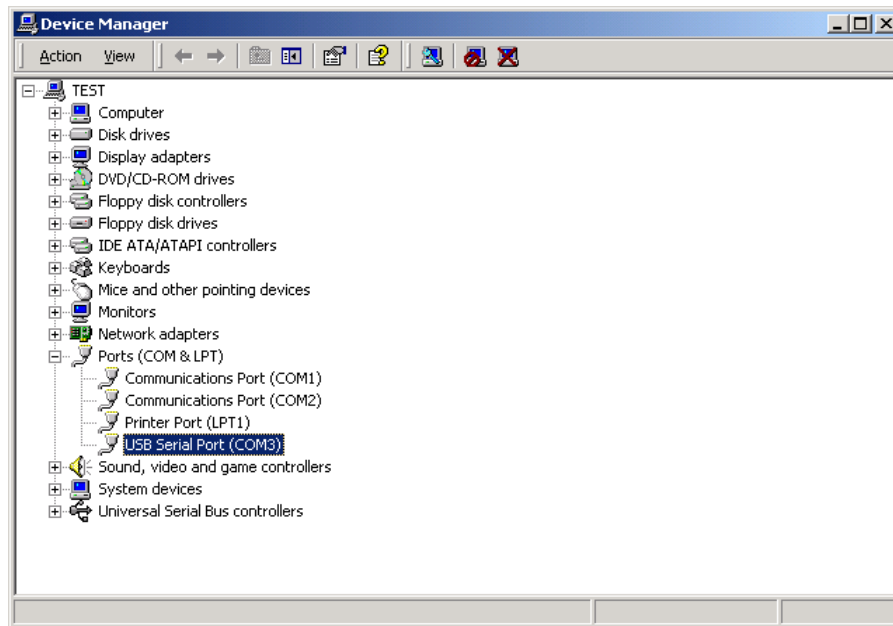 Device Manager
Action View
TEST
Computer
Disk drives
Display adapters
DVD/CD-ROM drives
Floppy disk controllers
Floppy disk drives
IDE ATA/ATAPI controllers
Keyboards
Mice and other pointing devices
Monitors
Network adapters
Ports (COM & LPT)
Communications Port (COM1)
Communications Port (COM2)
Printer Port (LPT1)
USB Serial Port (COM3)
Sound, video and game controllers
System devices
Universal Serial Bus controllers